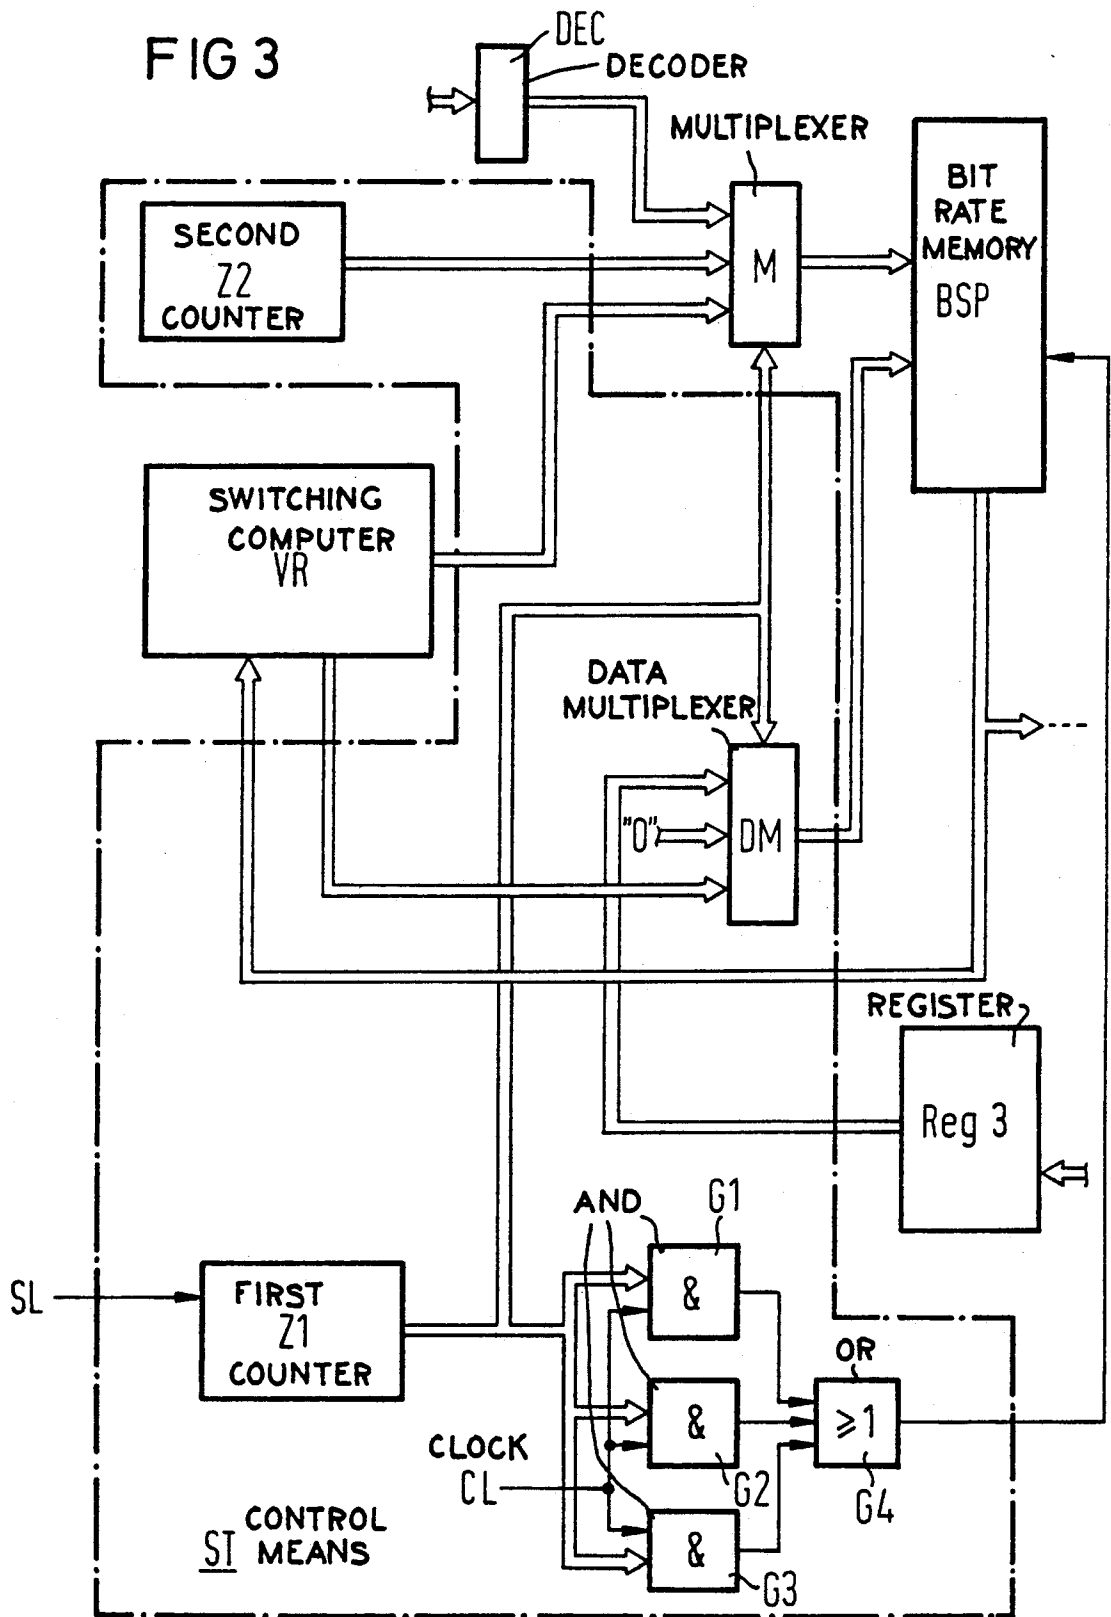 FIG 3
DEC
DECODER
MULTIPLEXER
M
BIT
RATE
MEMORY
BSP
SECOND
Z2
COUNTER
SWITCHING
COMPUTER
VR
DATA
MULTIPLEXER
"0"
DM
REGISTER
Reg 3
AND
G1
&
SL
FIRST
Z1
COUNTER
OR
&
≥1
G2
G4
CLOCK
CL
&
G3
ST
CONTROL
MEANS